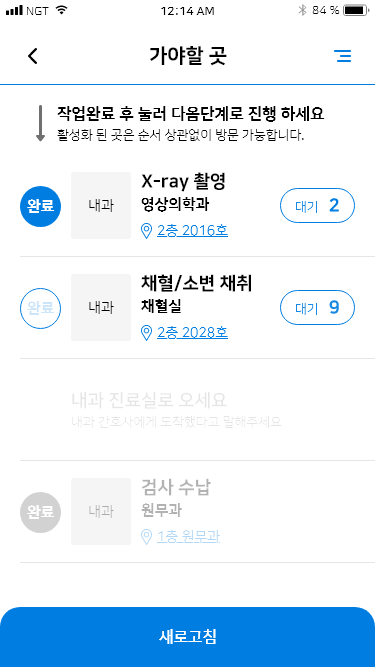 NGT 12:14 AM 84 %
가야할 곳
작업완료 후 눌러 다음단계로 진행 하세요
활성화 된 곳은 순서 상관없이 방문 가능합니다.
완료
내과
X-ray 촬영
영상의학과
2층 2016호
대기 2
완료
내과
채혈/소변 채취
채혈실
2층 2028호
대기 9
내과 진료실로 오세요
내과 간호사에게 도착했다고 말해주세요
완료
내과
검사 수납
원무과
1층 원무과
새로고침